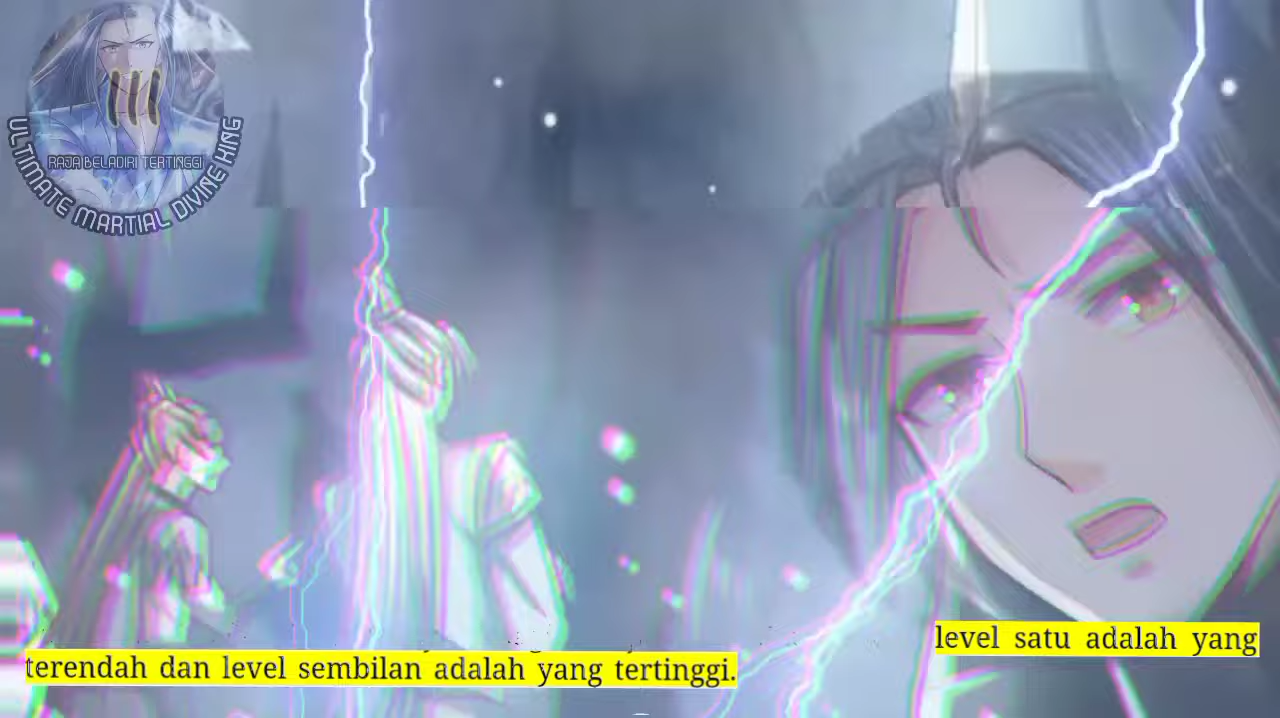 RAJA BELADIRI TERTINGGI
ULTIMATE MARTIAL DIVINE KING
level satu adalah yang
terendah dan level sembilan adalah yang tertinggi.